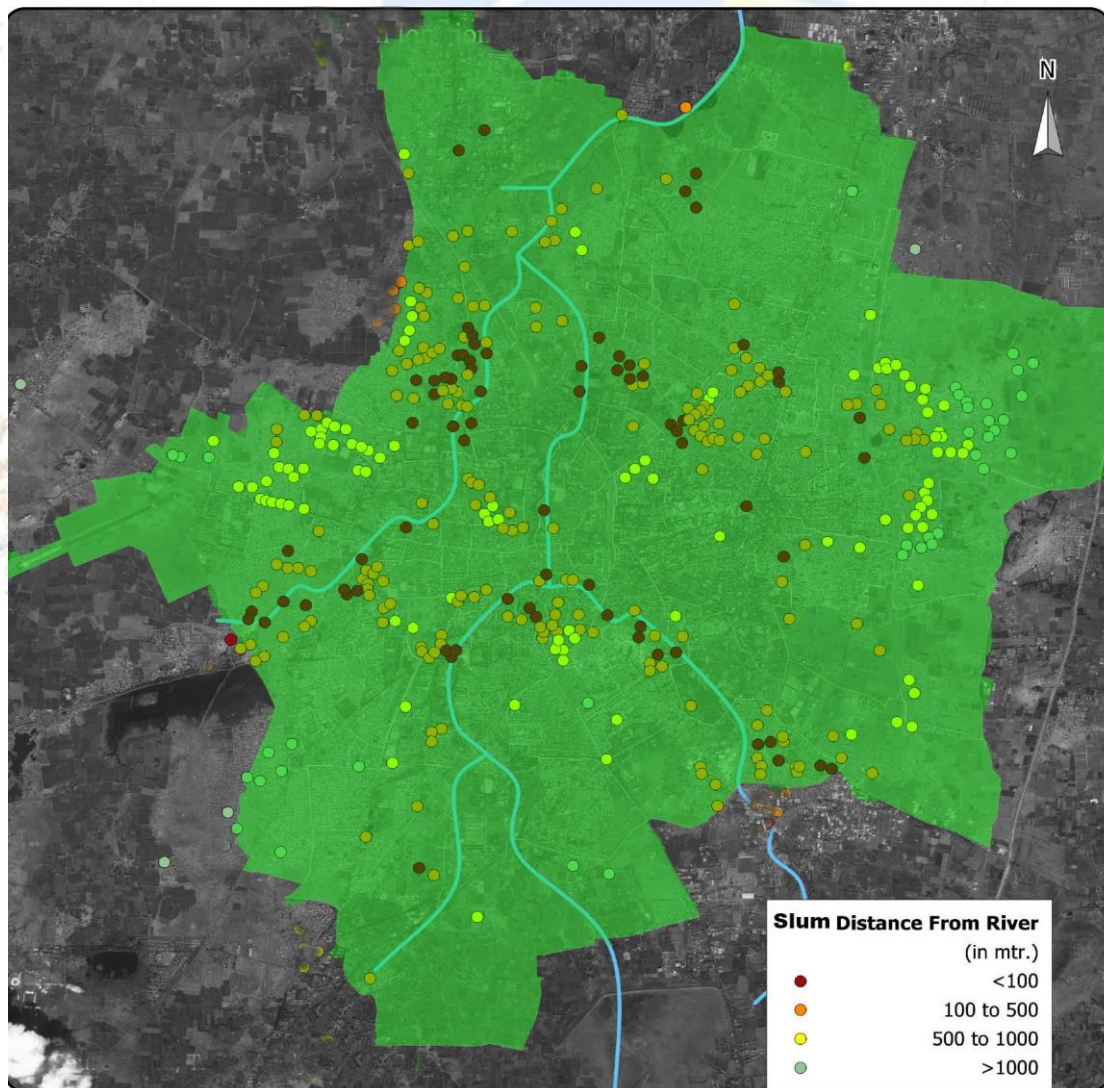 N
Slum Distance From River
(in mtr.)
<100
100 to 500
500 to 1000
>1000